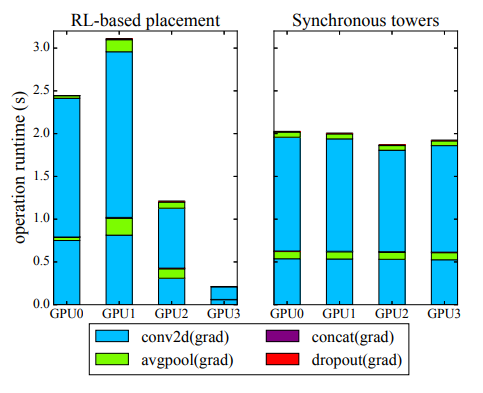 RL-based placement
Synchronous towers
operation runtime (s)
3.0
2.5
2.0
1.5
1.0
0.5
0.0
GPU0 GPU1 GPU2 GPU3
GPU0 GPU1 GPU2 GPU3
conv2d(grad)
avgpool(grad)
concat(grad)
dropout(grad)